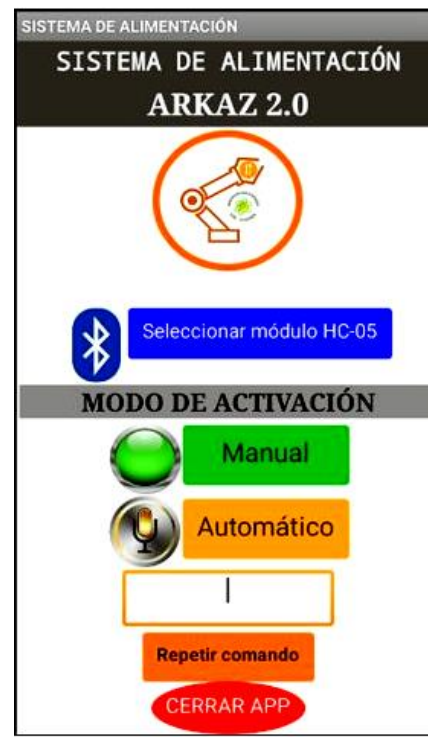 SISTEMA DE ALIMENTACIÓN
SISTEMA DE ALIMENTACIÓN
ARKAZ 2.0
Seleccionar módulo HC-05
MODO DE ACTIVACIÓN
Manual
Automático
Repetir comando
CERRAR APP